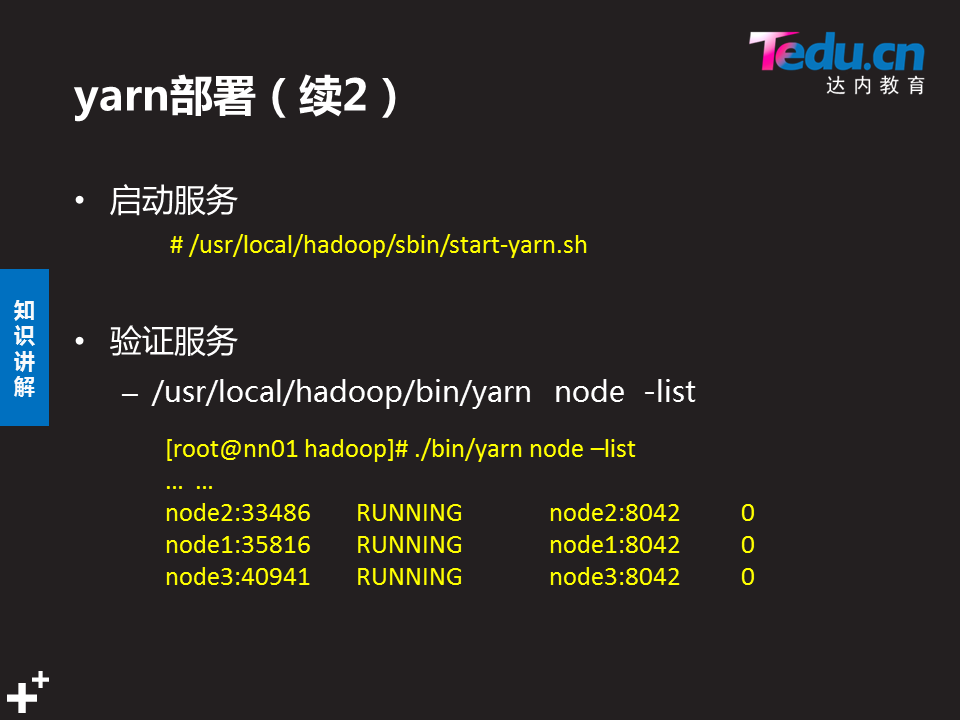 Tedu.cn
达内教育
yarn部署（续2）
• 启动服务
# /usr/local/hadoop/sbin/start-yarn.sh
知识讲解
• 验证服务
– /usr/local/hadoop/bin/yarn node -list
[root@nn01 hadoop]# ./bin/yarn node –list
… …
node2:33486 RUNNING node2:8042 0
node1:35816 RUNNING node1:8042 0
node3:40941 RUNNING node3:8042 0